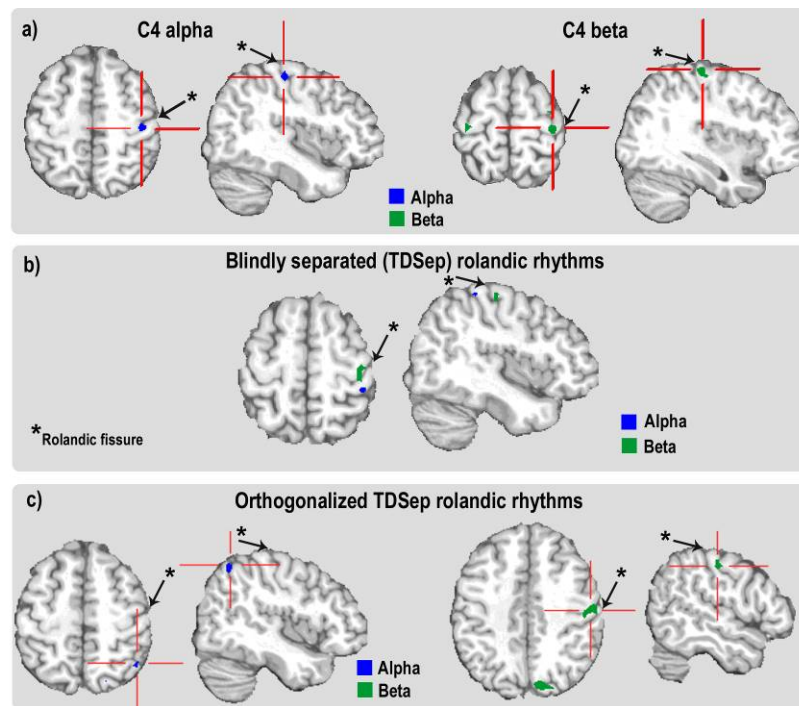 a)
C4 alpha
C4 beta
*
*
*
*
Alpha
Beta
b)
Blindly separated (TDSep) rolandic rhythms
*
*
*Rolandic fissure
Alpha
Beta
c)
Orthogonalized TDSep rolandic rhythms
*
*
*
*
Alpha
Beta